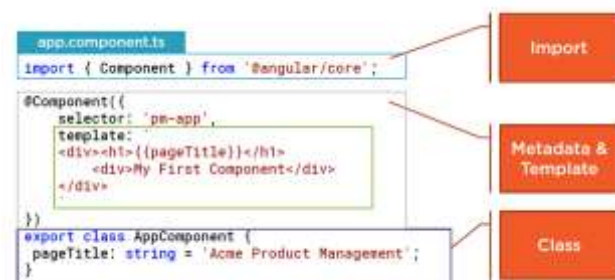 app.component.ts
import { Component } from '@angular/core';
Import
@Component({
selector: 'pm-app',
template: `
<div><h1>{{pageTitle}}</h1>
<div>My First Component</div>
</div>
`
})
Metadata &
Template
export class AppComponent {
pageTitle: string = 'Acme Product Management';
}
Class